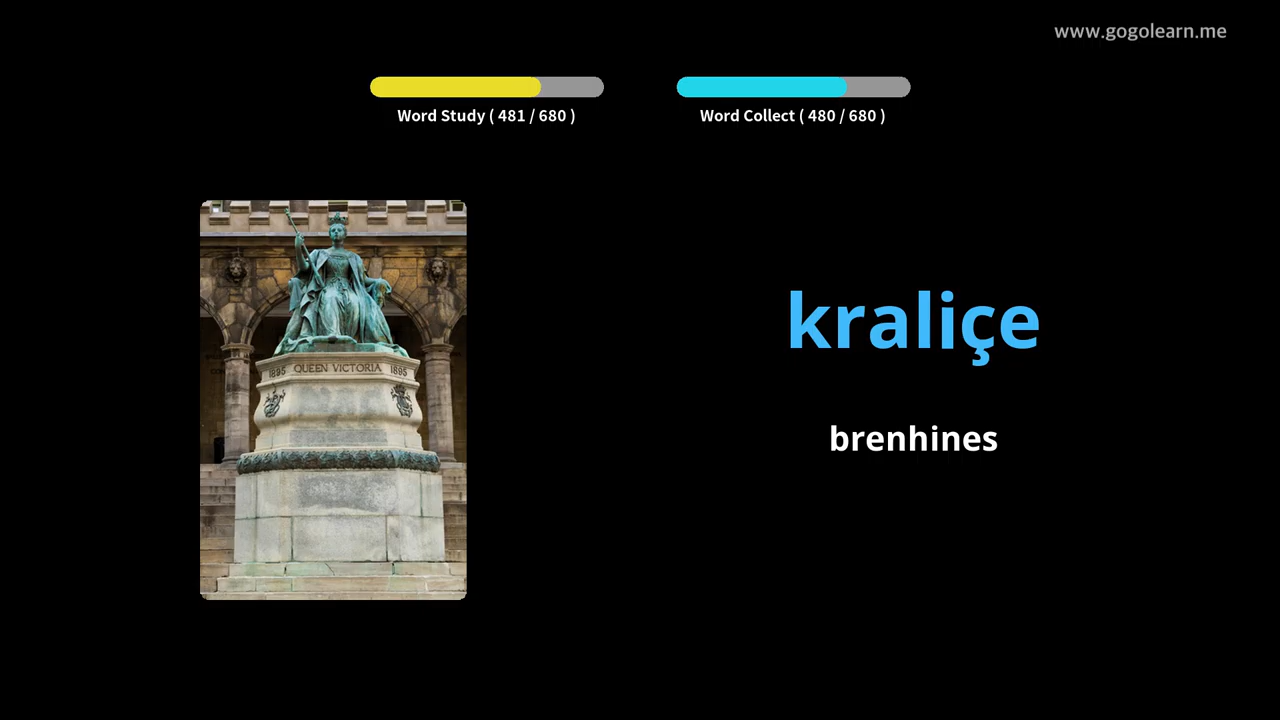 www.gogolearn.me
Word Study ( 481 / 680 )
Word Collect ( 480 / 680 )
1895 QUEEN VICTORIA 1895
kraliçe
brenhines